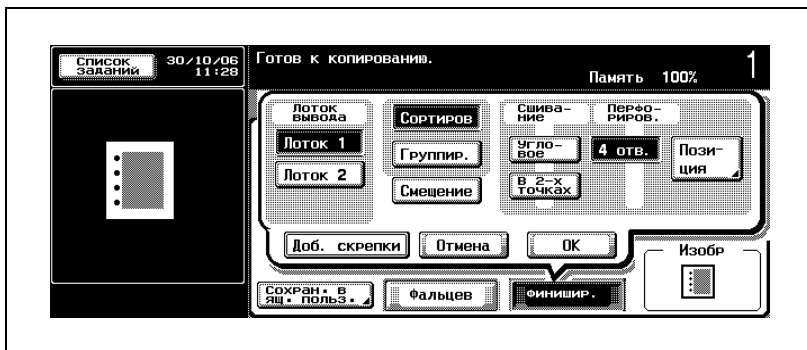 Список
заданий
30/10/06
11:28
Готов к копированию.
Память 100%
1
Лоток
вывода
Лоток 1
Лоток 2
Сортиров
Группир.
Смещение
Сшива-
ние
Угло-
вое
В 2-х
точках
Перфо-
риров.
4 отв.
Пози-
ция
Доб. скрепки
Отмена
OK
Изобр
Сохран. в
ящ. польз.
Фальцев
Финишир.